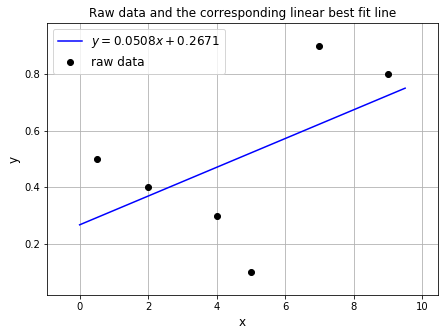 Raw data and the corresponding linear best fit line
y = 0.0508x + 0.2671
raw data
y
0.8
0.6
0.4
0.2
0 2 4 6 8 10
x